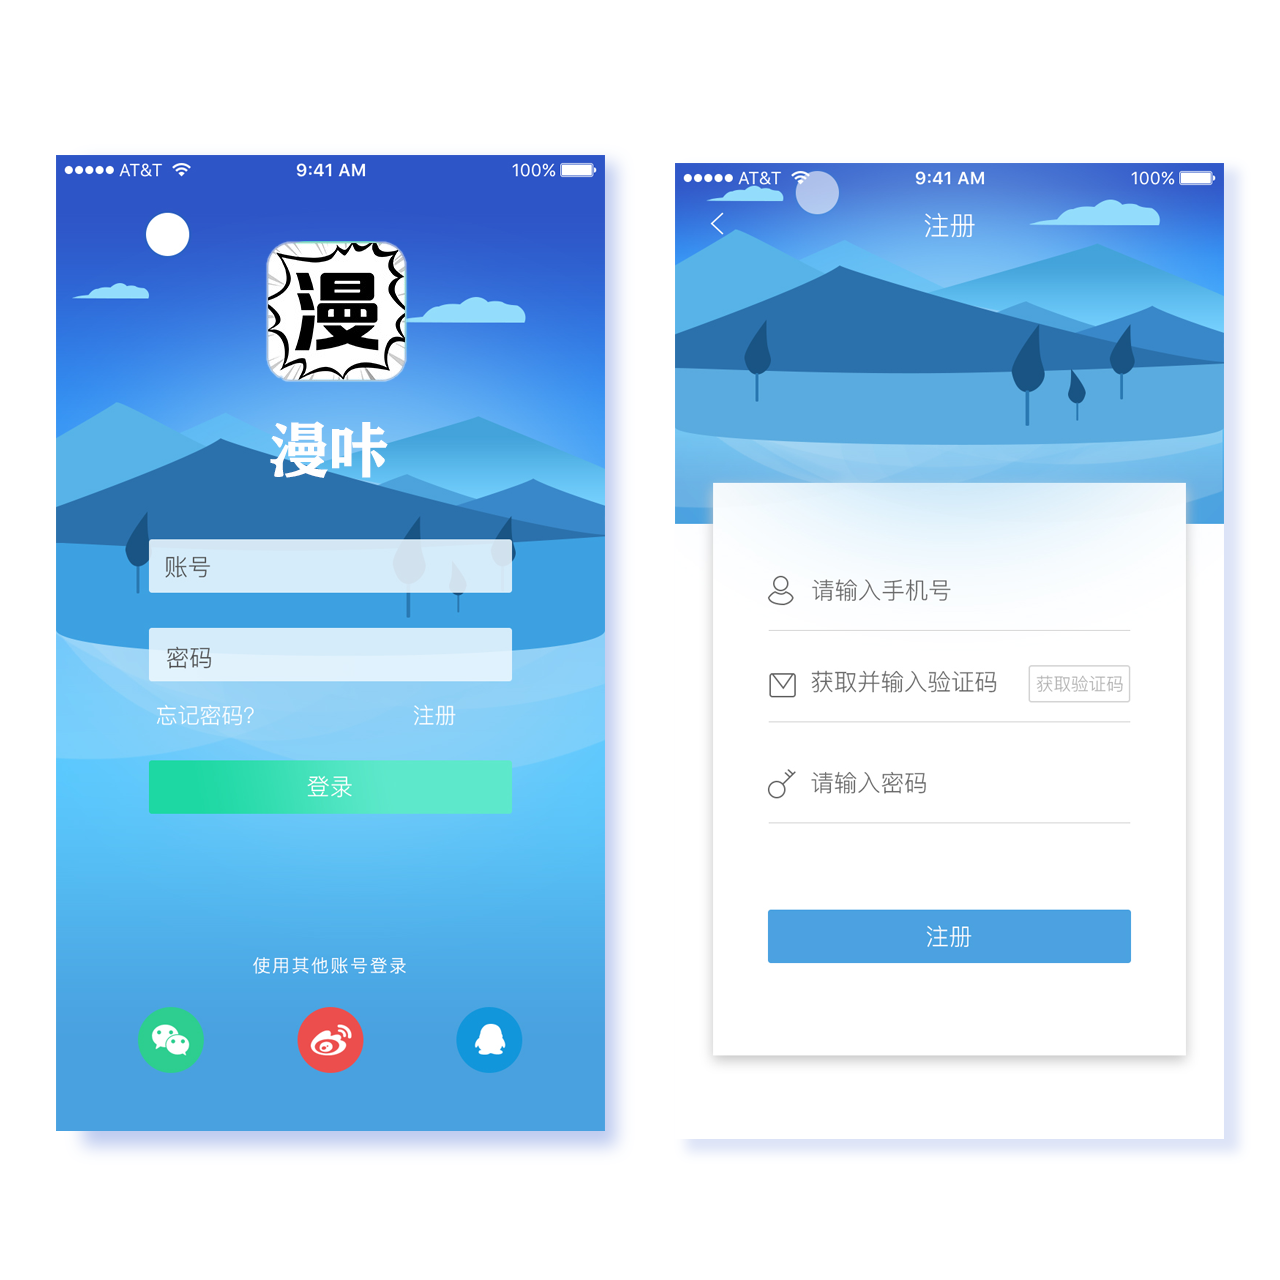 AT&T 9:41 AM 100%
漫
漫咔
账号
密码
忘记密码? 注册
登录
使用其他账号登录
AT&T 9:41 AM 100%
注册
请输入手机号
获取并输入验证码 获取验证码
请输入密码
注册